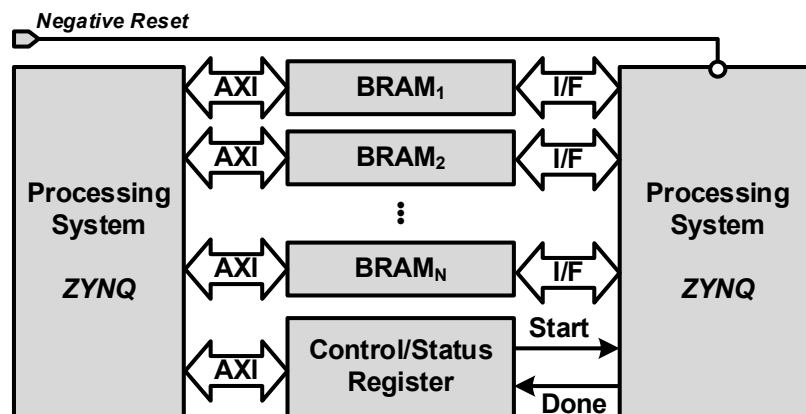 Negative Reset
AXI
BRAM₁
I/F
AXI
BRAM₂
I/F
Processing
System
ZYNQ
Processing
System
ZYNQ
AXI
BRAMN
I/F
AXI
Control/Status
Register
Start
Done